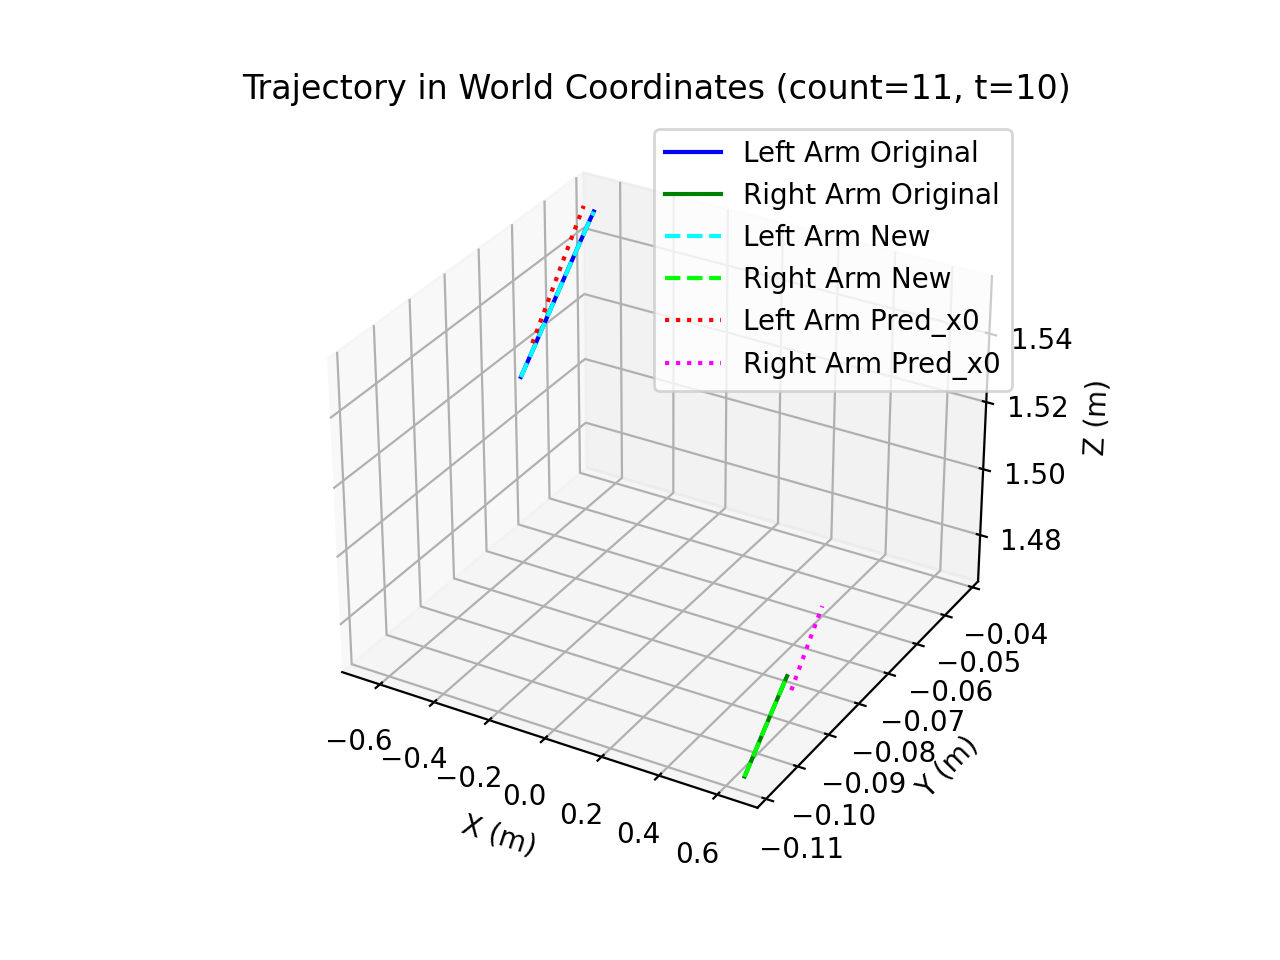 Trajectory in World Coordinates (count=11, t=10)
Left Arm Original
Right Arm Original
Left Arm New
Right Arm New
Left Arm Pred_x0
Right Arm Pred_x0
1.54
1.52
1.50
1.48
Z (m)
−0.04
−0.05
−0.06
−0.07
−0.08
−0.09
−0.10
−0.11
Y (m)
−0.6
−0.4
−0.2
0.0
0.2
0.4
0.6
X (m)